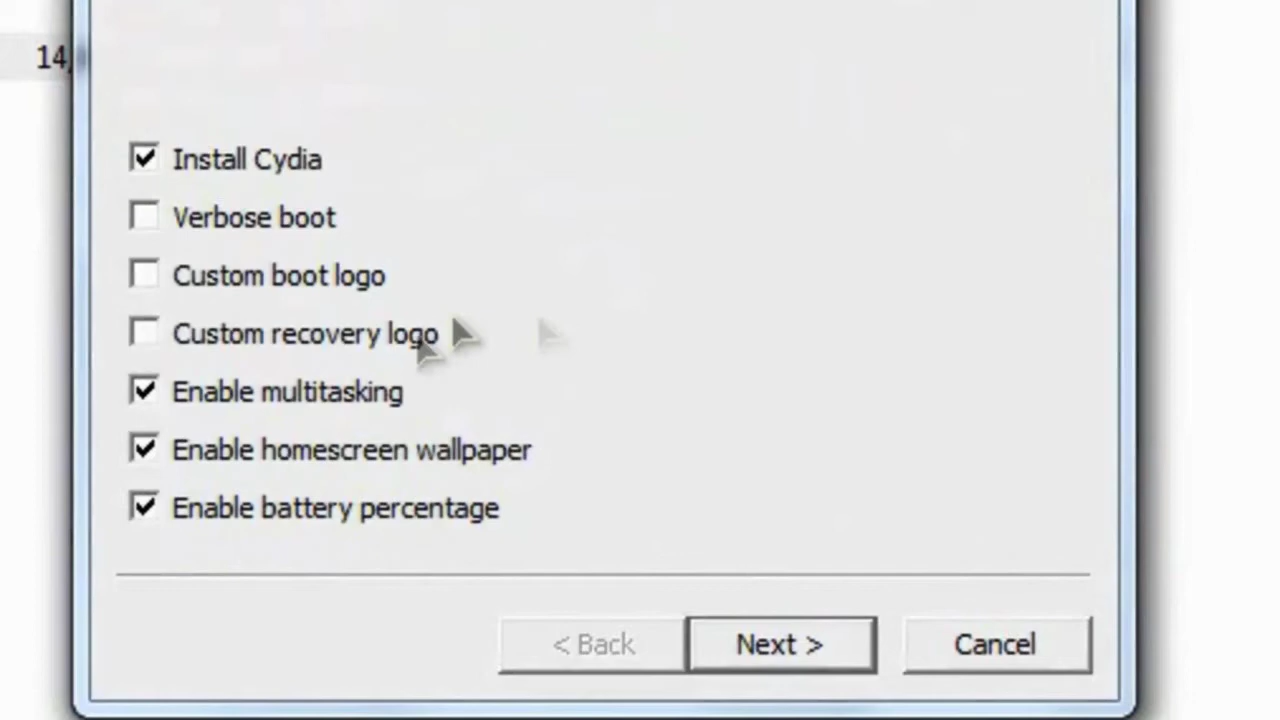 14,
Install Cydia
Verbose boot
Custom boot logo
Custom recovery logo
Enable multitasking
Enable homescreen wallpaper
Enable battery percentage
< Back Next > Cancel